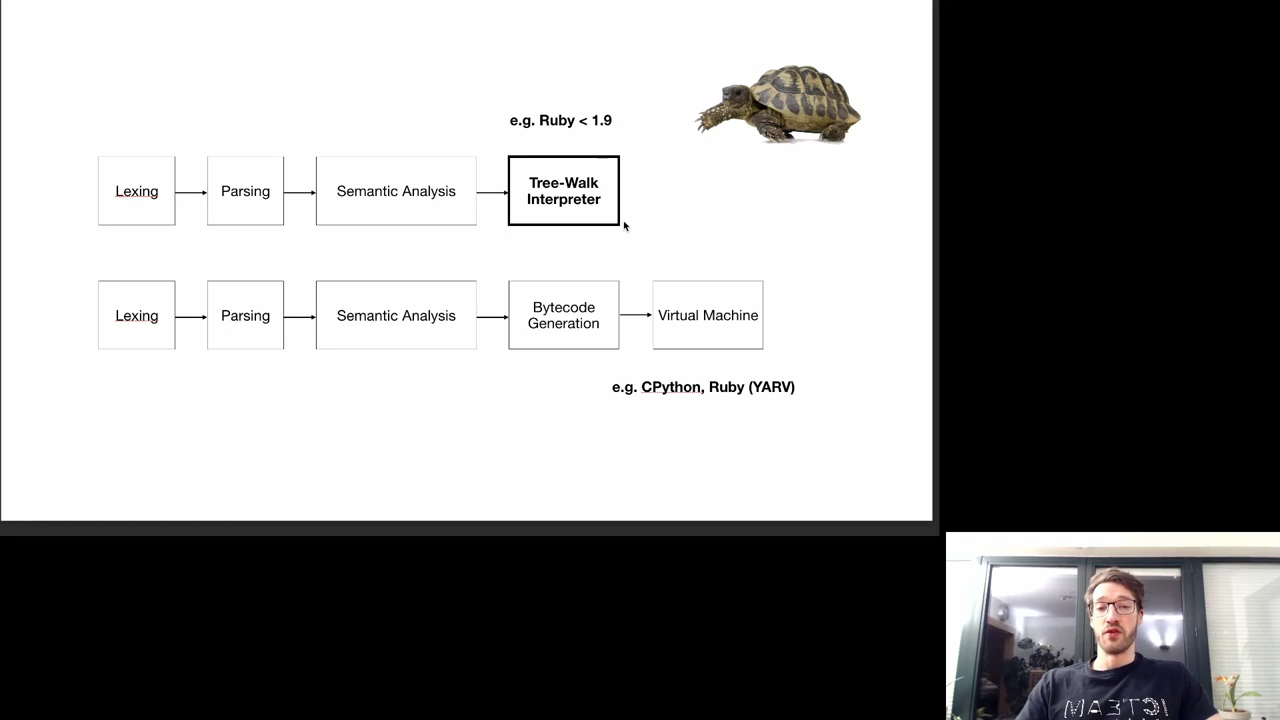 e.g. Ruby < 1.9
Lexing
Parsing
Semantic Analysis
Tree-Walk
Interpreter
Lexing
Parsing
Semantic Analysis
Bytecode
Generation
Virtual Machine
e.g. CPython, Ruby (YARV)